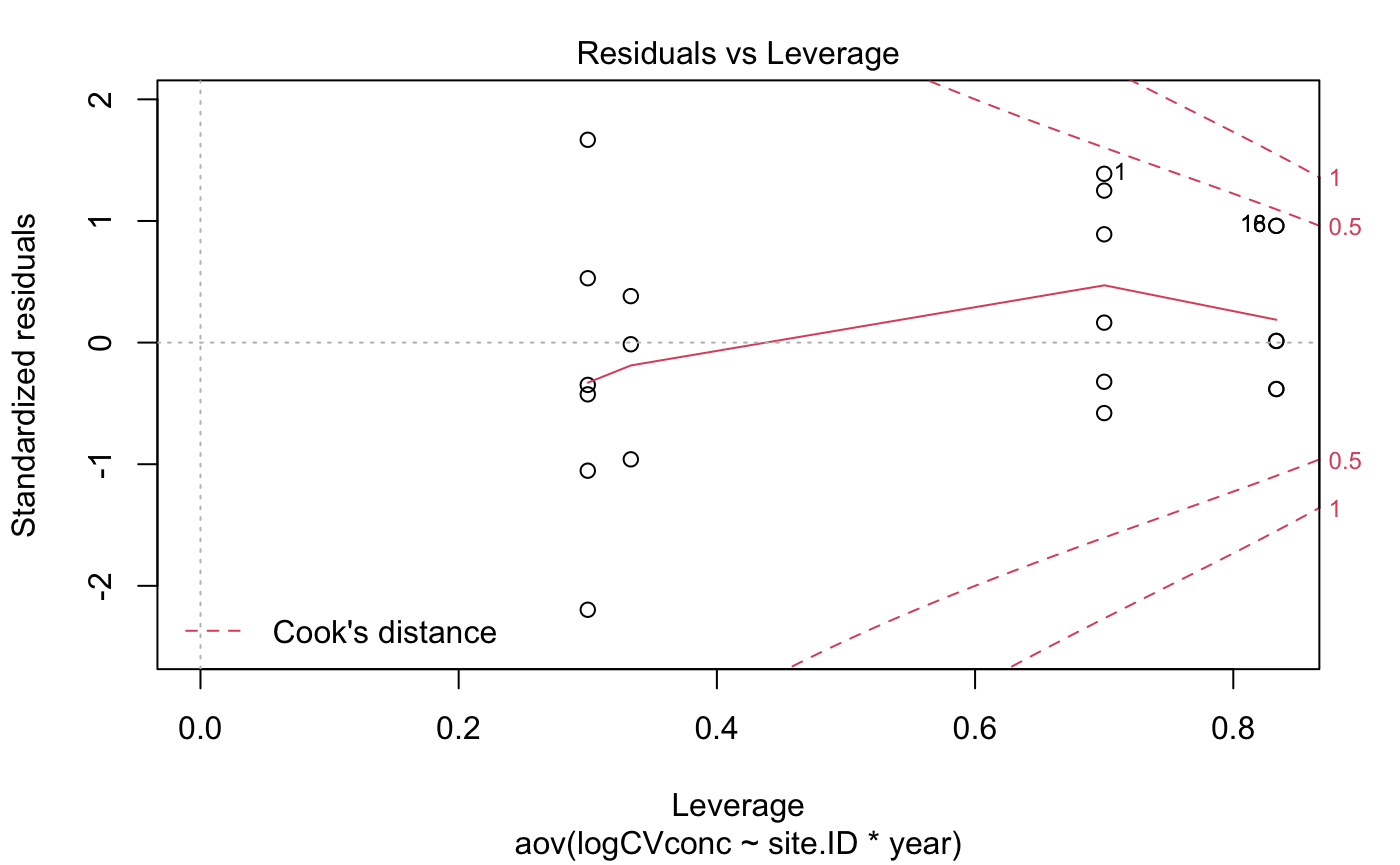 Residuals vs Leverage
Standardized residuals
2
1
0
-1
-2
1
1
0.5
0.5
1
Cook's distance
0.0 0.2 0.4 0.6 0.8
Leverage
aov(logCVconc ~ site.ID * year)